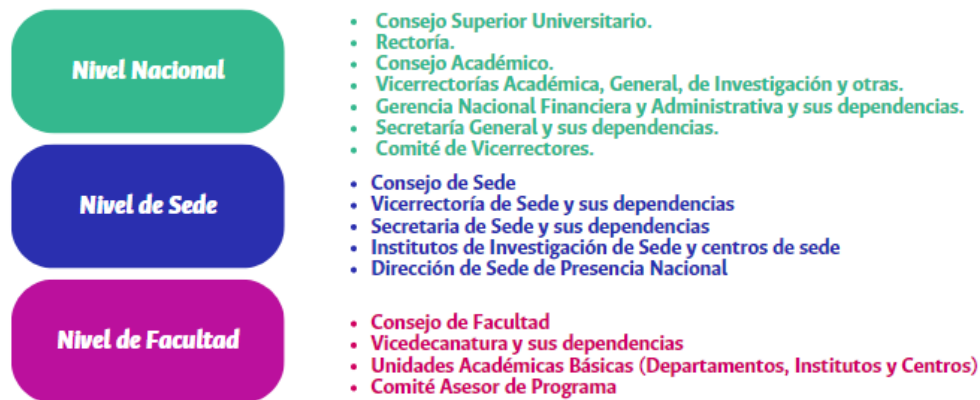 Nivel Nacional
• Consejo Superior Universitario.
• Rectoría.
• Consejo Académico.
• Vicerrectorías Académica, General, de Investigación y otras.
• Gerencia Nacional Financiera y Administrativa y sus dependencias.
• Secretaría General y sus dependencias.
• Comité de Vicerrectores.
Nivel de Sede
• Consejo de Sede
• Vicerrectoría de Sede y sus dependencias
• Secretaria de Sede y sus dependencias
• Institutos de Investigación de Sede y centros de sede
• Dirección de Sede de Presencia Nacional
Nivel de Facultad
• Consejo de Facultad
• Vicedecanatura y sus dependencias
• Unidades Académicas Básicas (Departamentos, Institutos y Centros)
• Comité Asesor de Programa